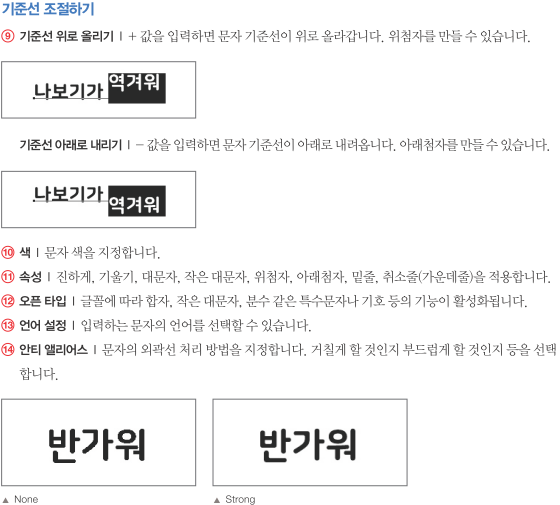 기준선 조절하기
⑨ 기준선 위로 올리기 | + 값을 입력하면 문자 기준선이 위로 올라갑니다. 위첨자를 만들 수 있습니다.
나보기가 역겨워
기준선 아래로 내리기 | - 값을 입력하면 문자 기준선이 아래로 내려옵니다. 아래첨자를 만들 수 있습니다.
나보기가 역겨워
⑩ 색 | 문자 색을 지정합니다.
⑪ 속성 | 진하게, 기울기, 대문자, 작은 대문자, 위첨자, 아래첨자, 밑줄, 취소줄(가운데줄)을 적용합니다.
⑫ 오픈 타입 | 글꼴에 따라 합자, 작은 대문자, 분수 같은 특수문자나 기호 등의 기능이 활성화됩니다.
⑬ 언어 설정 | 입력하는 문자의 언어를 선택할 수 있습니다.
⑭ 안티 앨리어스 | 문자의 외곽선 처리 방법을 지정합니다. 거칠게 할 것인지 부드럽게 할 것인지 등을 선택
합니다.
반가워 반가워
▲ None ▲ Strong